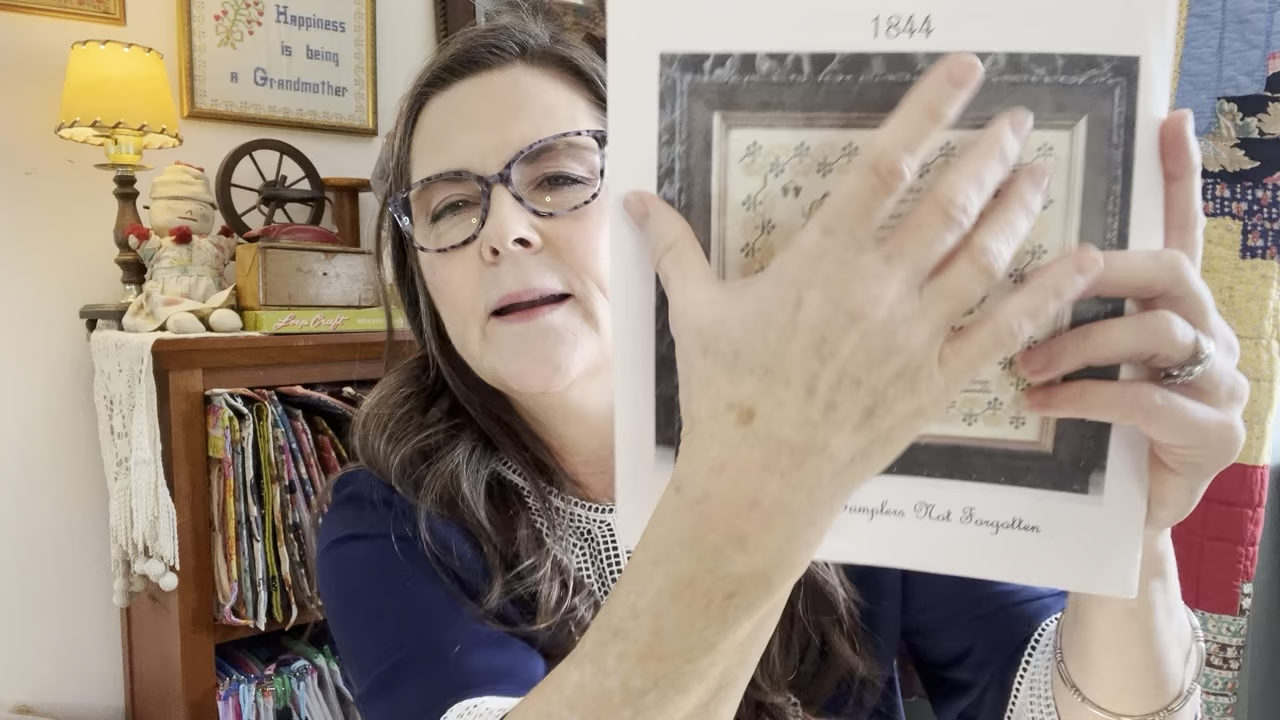 Happiness
is being
a Grandmother
1844
Loop Craft
Samplers Not Forgotten